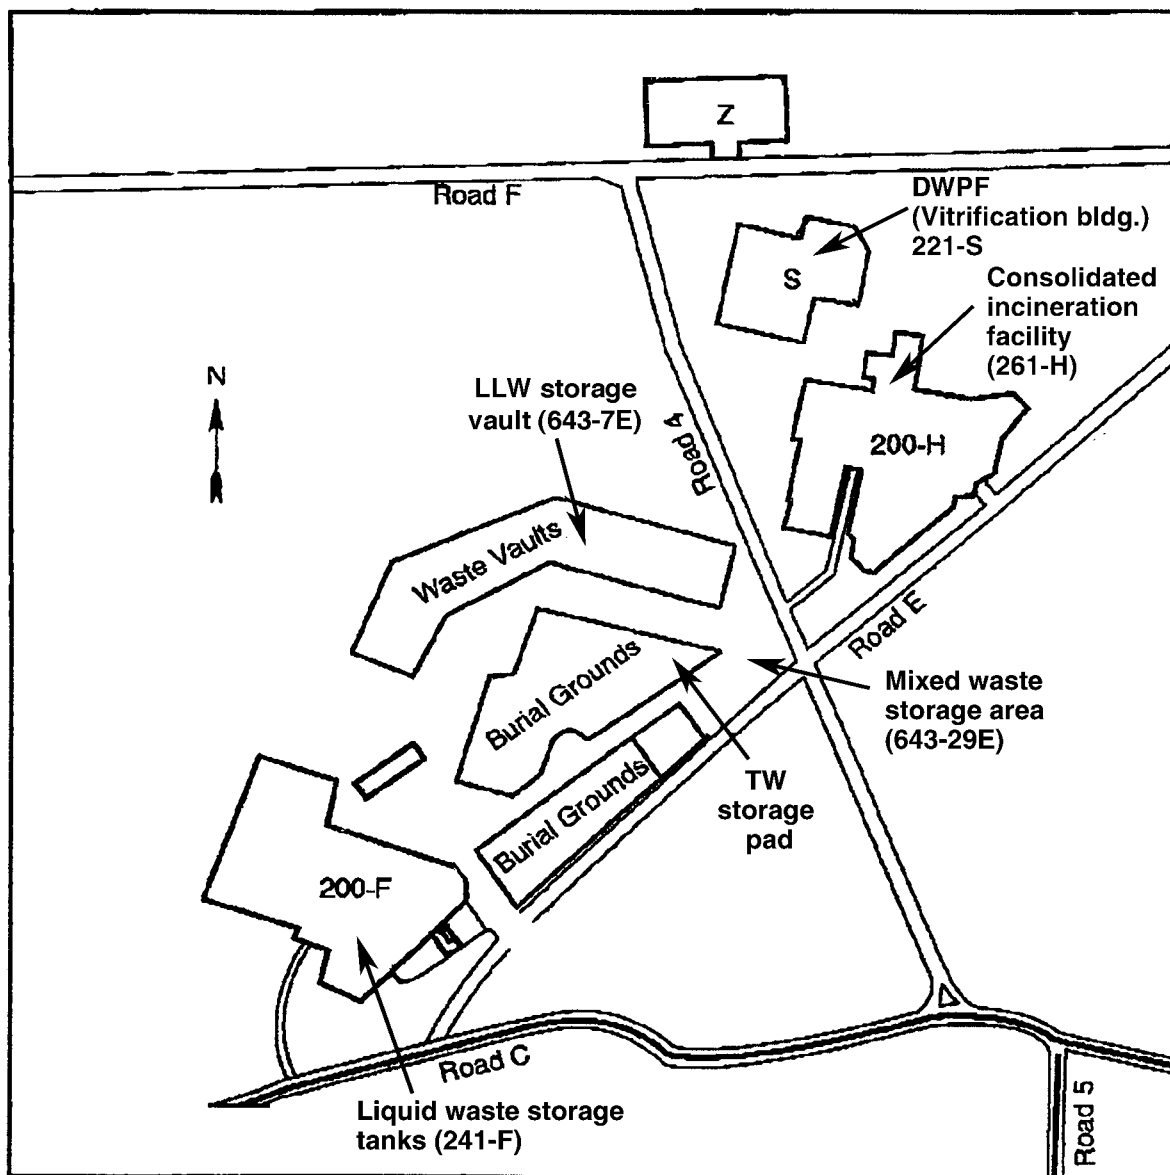 Z
Road F
DWPF
(Vitrification bldg.)
221-S
S
Consolidated
incineration
facility
(261-H)
N
LLW storage
vault (643-7E)
Road 4
200-H
Waste Vaults
Road E
Burial Grounds
Mixed waste
storage area
(643-29E)
TW
storage
pad
Burial Grounds
200-F
Road C
Liquid waste storage
tanks (241-F)
Road 5